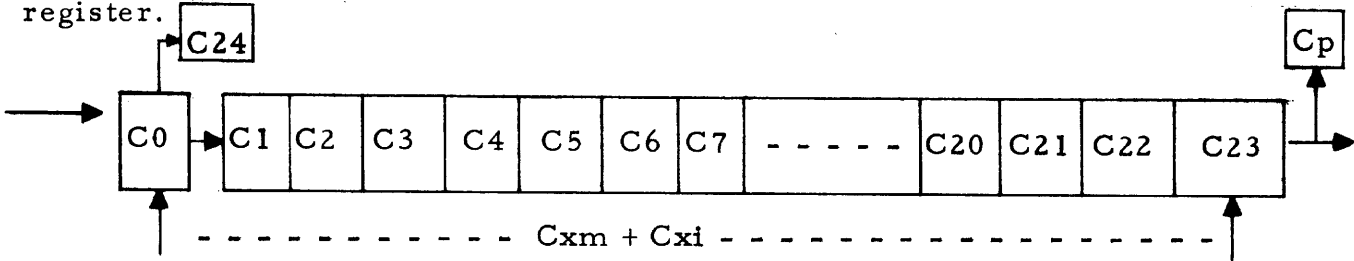 register.
C24
Cp
C0 C1 C2 C3 C4 C5 C6 C7 - - - - - C20 C21 C22 C23
- - - - - - - - - - - - Cxm + Cxi - - - - - - - - - - - - - - - - - -